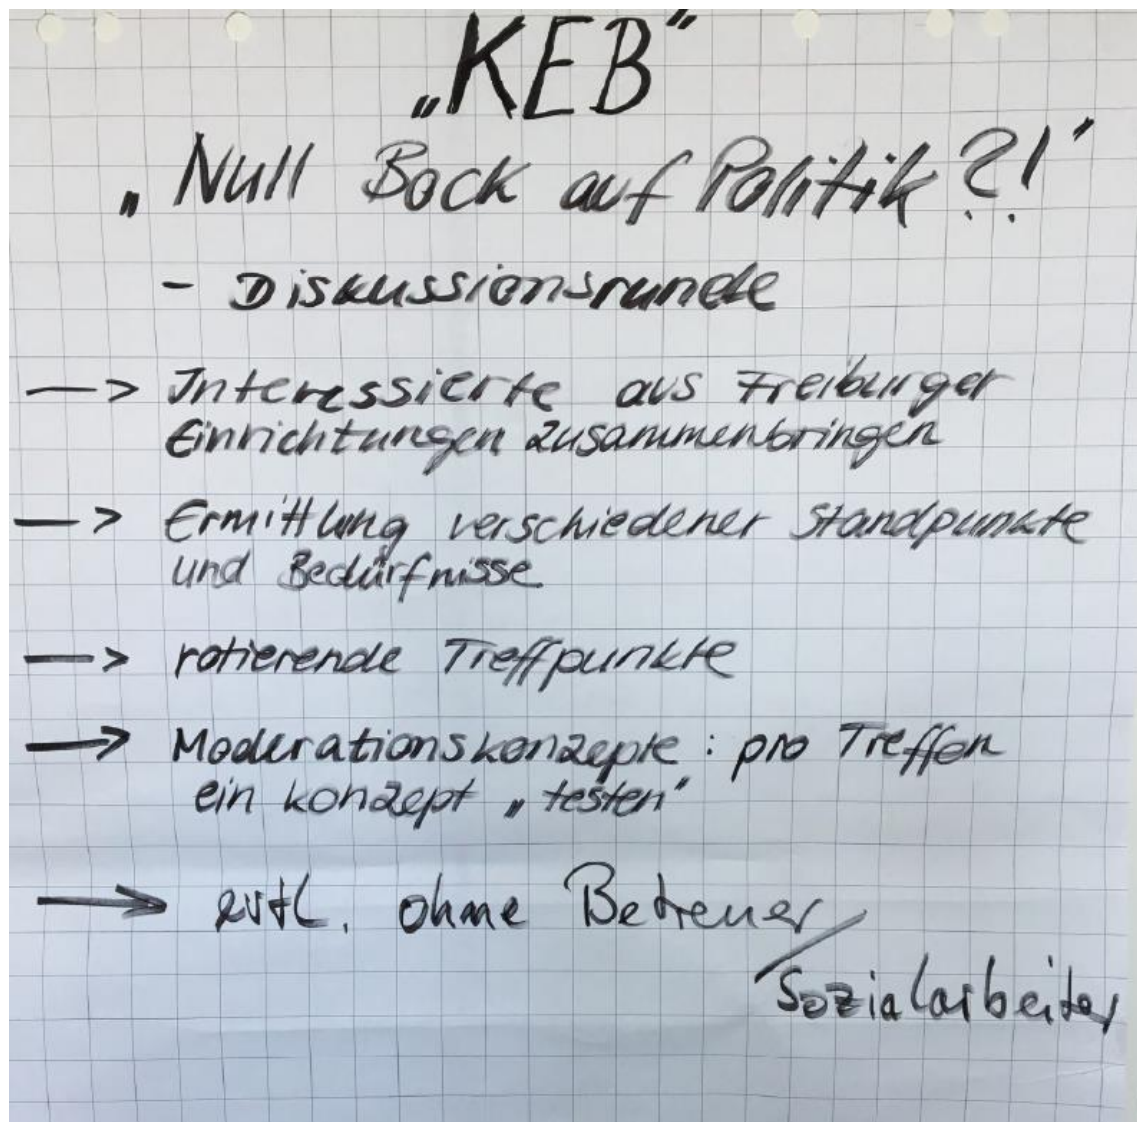 „KEB"
„Null Bock auf Politik?!"
- Diskussionsrunde
—> Interessierte aus Freiburger
Einrichtungen zusammenbringen
—> Ermittlung verschiedener Standpunkte
und Bedürfnisse
—> rotierende Treffpunkte
—> Moderationskonzepte: pro Treffen
ein Konzept „testen"
—> evtl. ohne Betreuer/
Sozialarbeiter